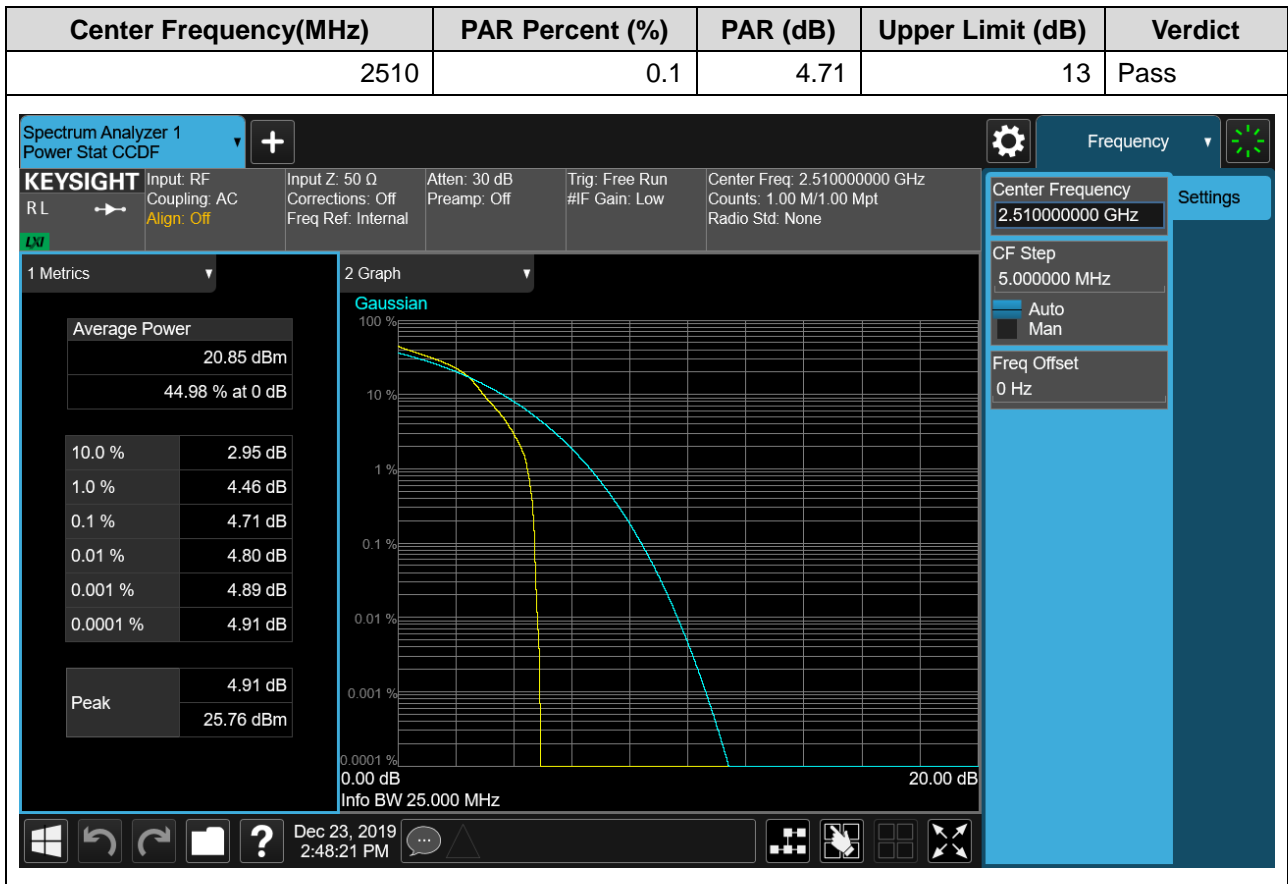 Center Frequency(MHz) PAR Percent (%) PAR (dB) Upper Limit (dB) Verdict
2510 0.1 4.71 13 Pass
Spectrum Analyzer 1
Power Stat CCDF
Frequency
KEYSIGHT
R L
LXI
Input: RF
Coupling: AC
Align: Off
Input Z: 50 Ω
Corrections: Off
Freq Ref: Internal
Atten: 30 dB
Preamp: Off
Trig: Free Run
#IF Gain: Low
Center Freq: 2.510000000 GHz
Counts: 1.00 M/1.00 Mpt
Radio Std: None
Center Frequency
2.510000000 GHz
Settings
CF Step
5.000000 MHz
Auto
Man
Freq Offset
0 Hz
1 Metrics
Average Power
20.85 dBm
44.98 % at 0 dB
10.0 % 2.95 dB
1.0 % 4.46 dB
0.1 % 4.71 dB
0.01 % 4.80 dB
0.001 % 4.89 dB
0.0001 % 4.91 dB
Peak
4.91 dB
25.76 dBm
2 Graph
Gaussian
100 %
10 %
1 %
0.1 %
0.01 %
0.001 %
0.0001 %
0.00 dB 20.00 dB
Info BW 25.000 MHz
?
Dec 23, 2019
2:48:21 PM